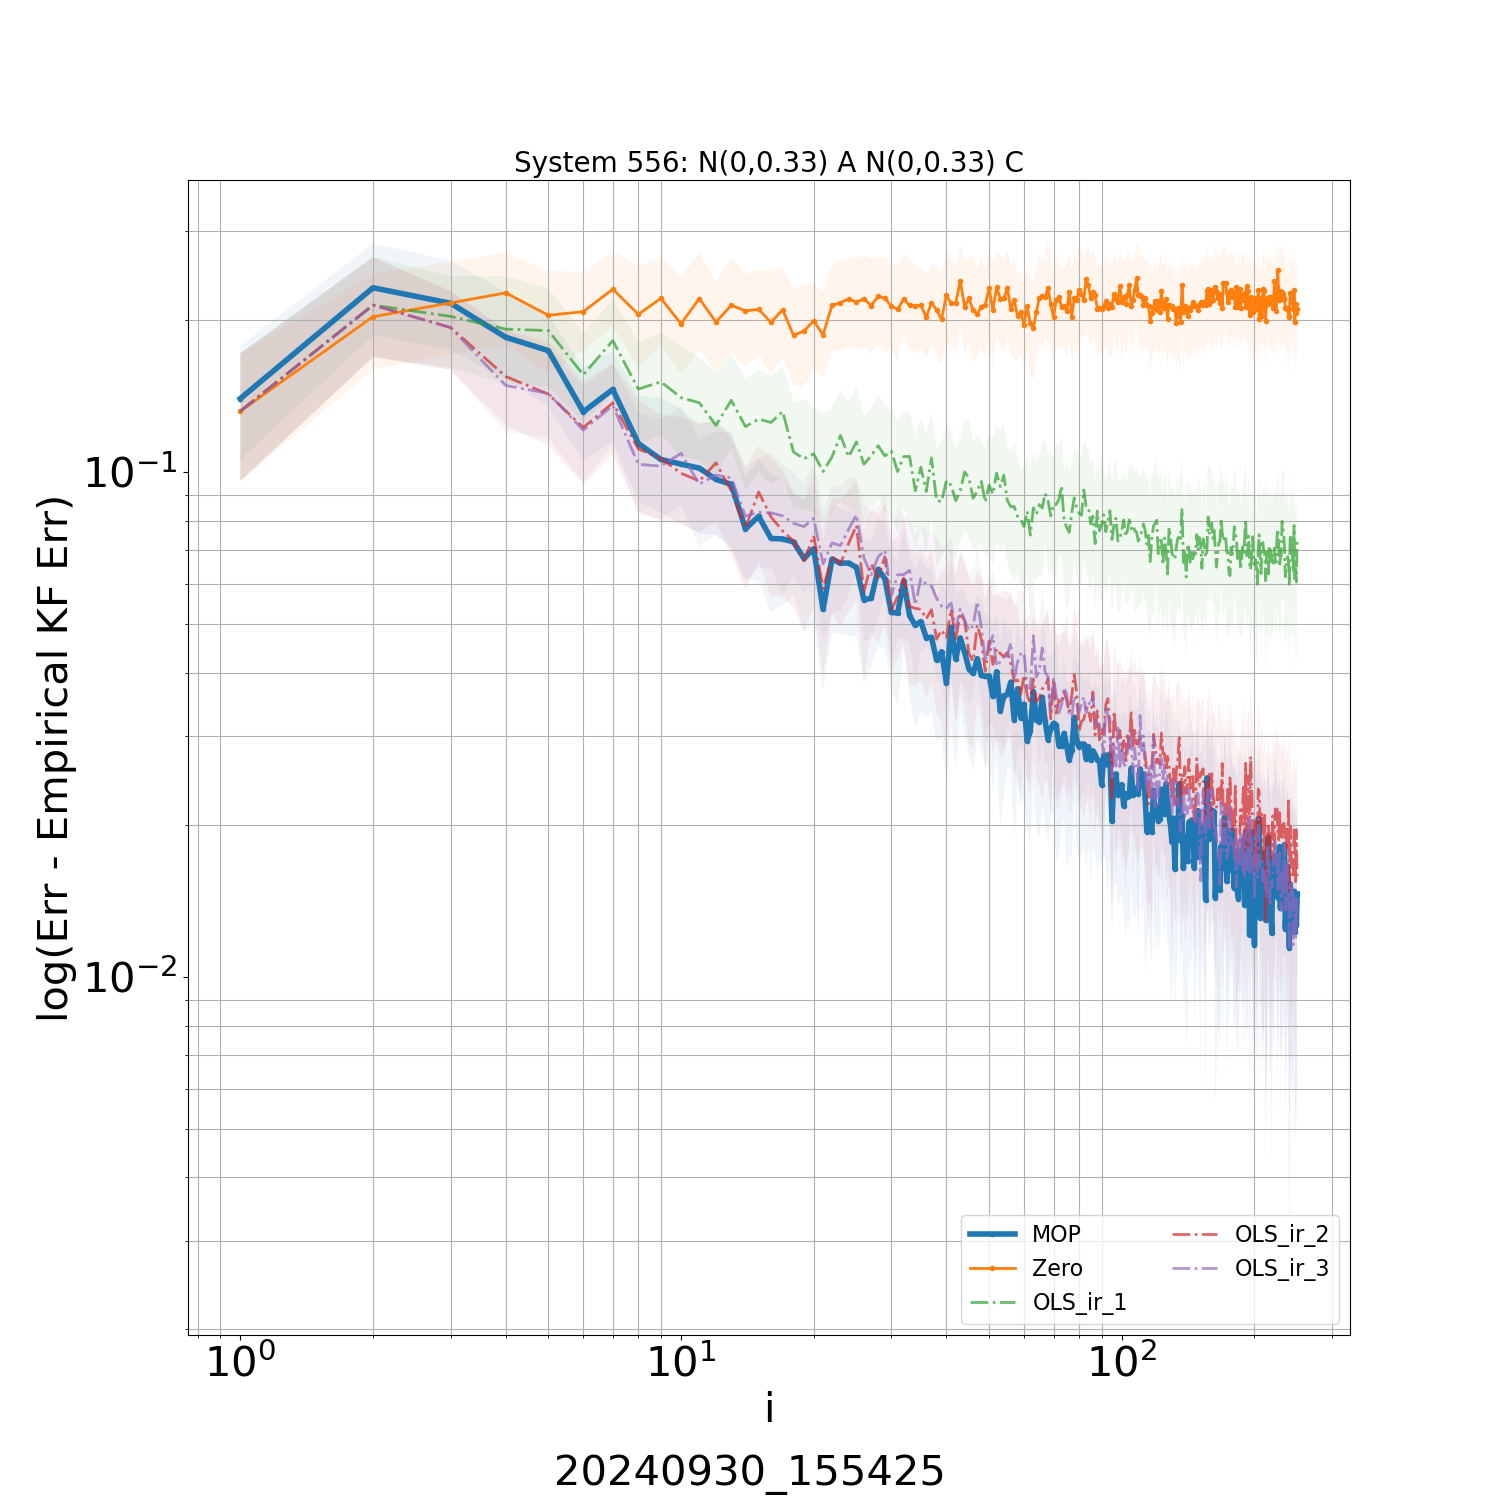 System 556: N(0,0.33) A N(0,0.33) C
log(Err - Empirical KF Err)
10⁻¹
10⁻²
MOP
Zero
OLS_ir_1
OLS_ir_2
OLS_ir_3
10⁰
10¹
10²
i
20240930_155425